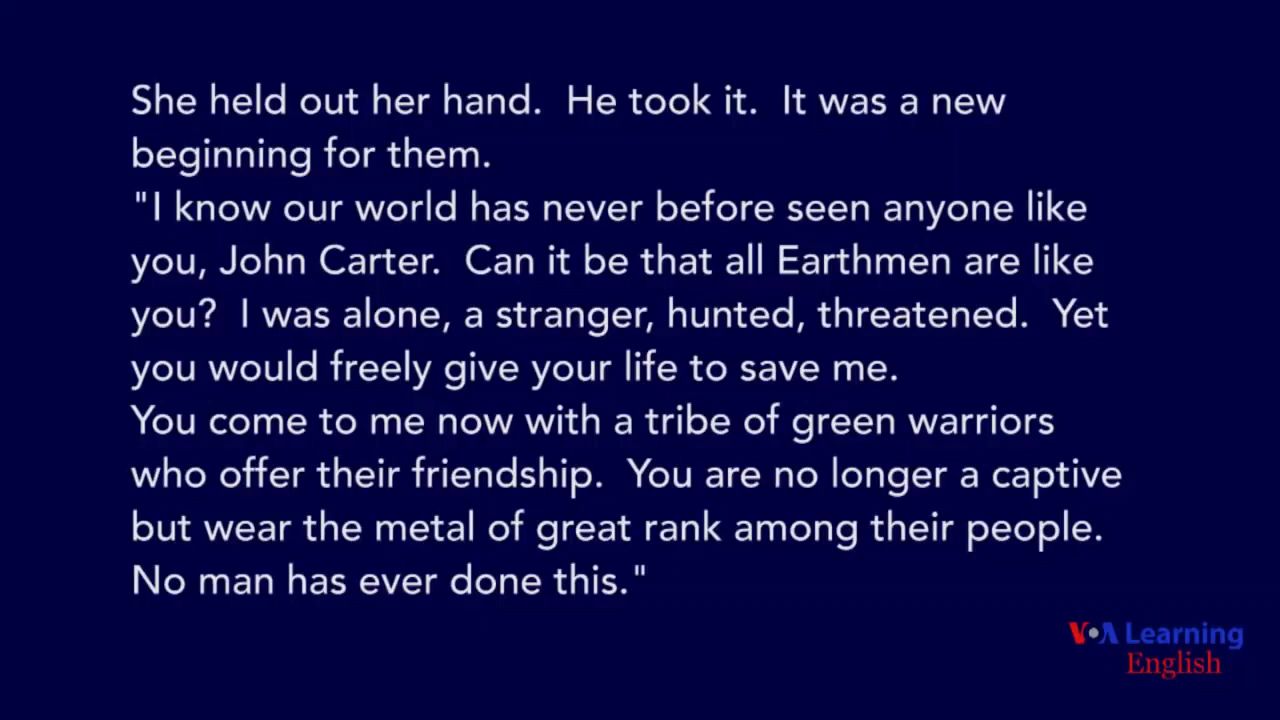 She held out her hand.  He took it.  It was a new
beginning for them.
"I know our world has never before seen anyone like
you, John Carter.  Can it be that all Earthmen are like
you?  I was alone, a stranger, hunted, threatened.  Yet
you would freely give your life to save me.
You come to me now with a tribe of green warriors
who offer their friendship.  You are no longer a captive
but wear the metal of great rank among their people.
No man has ever done this."
VOA Learning
English